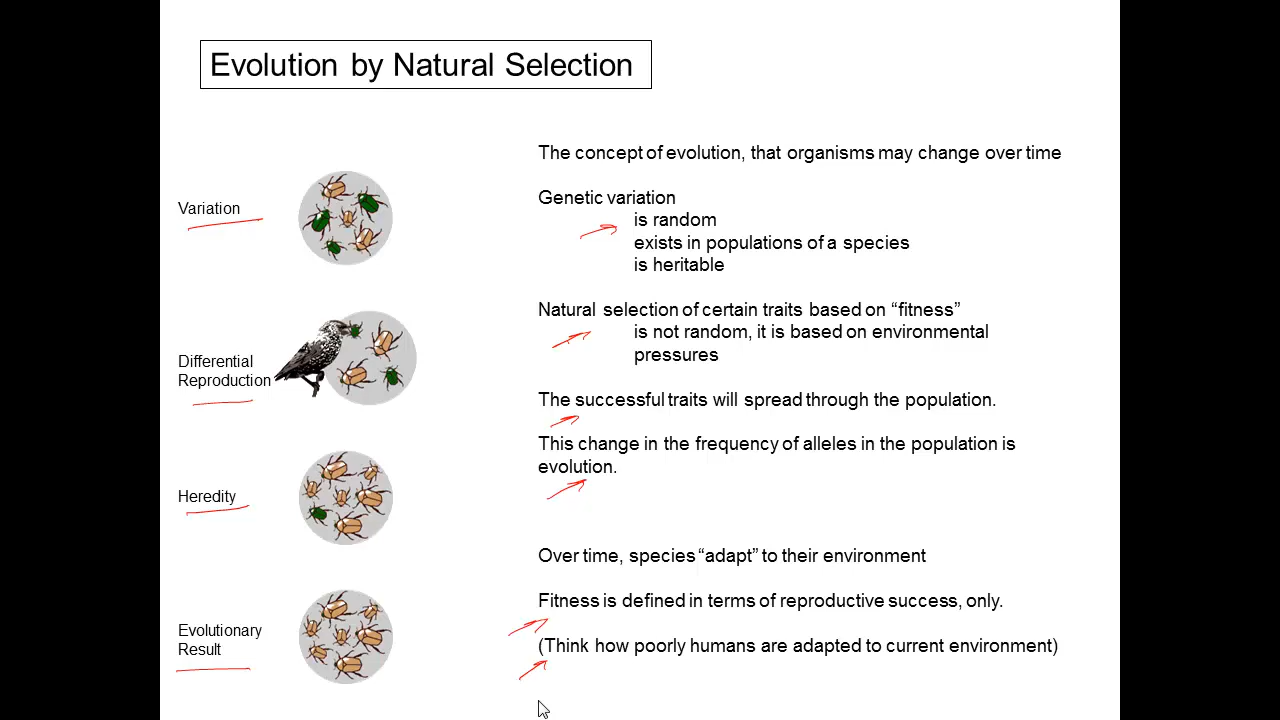 Evolution by Natural Selection
The concept of evolution, that organisms may change over time
Variation
Genetic variation
is random
exists in populations of a species
is heritable
Differential
Reproduction
Natural selection of certain traits based on “fitness”
is not random, it is based on environmental
pressures
The successful traits will spread through the population.
This change in the frequency of alleles in the population is
evolution.
Heredity
Over time, species “adapt” to their environment
Fitness is defined in terms of reproductive success, only.
Evolutionary
Result
(Think how poorly humans are adapted to current environment)